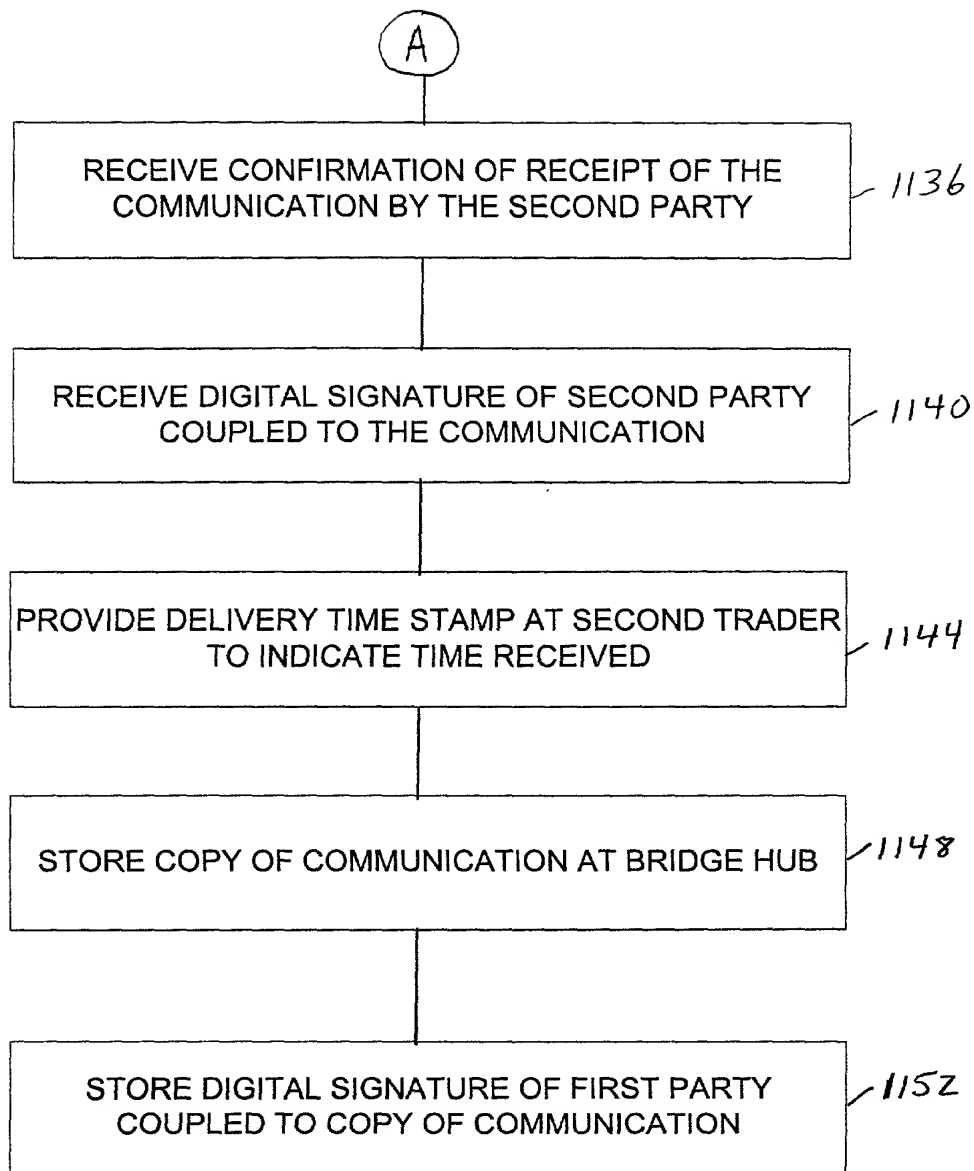 A
RECEIVE CONFIRMATION OF RECEIPT OF THE
COMMUNICATION BY THE SECOND PARTY
1136
RECEIVE DIGITAL SIGNATURE OF SECOND PARTY
COUPLED TO THE COMMUNICATION
1140
PROVIDE DELIVERY TIME STAMP AT SECOND TRADER
TO INDICATE TIME RECEIVED
1144
STORE COPY OF COMMUNICATION AT BRIDGE HUB
1148
STORE DIGITAL SIGNATURE OF FIRST PARTY
COUPLED TO COPY OF COMMUNICATION
1152